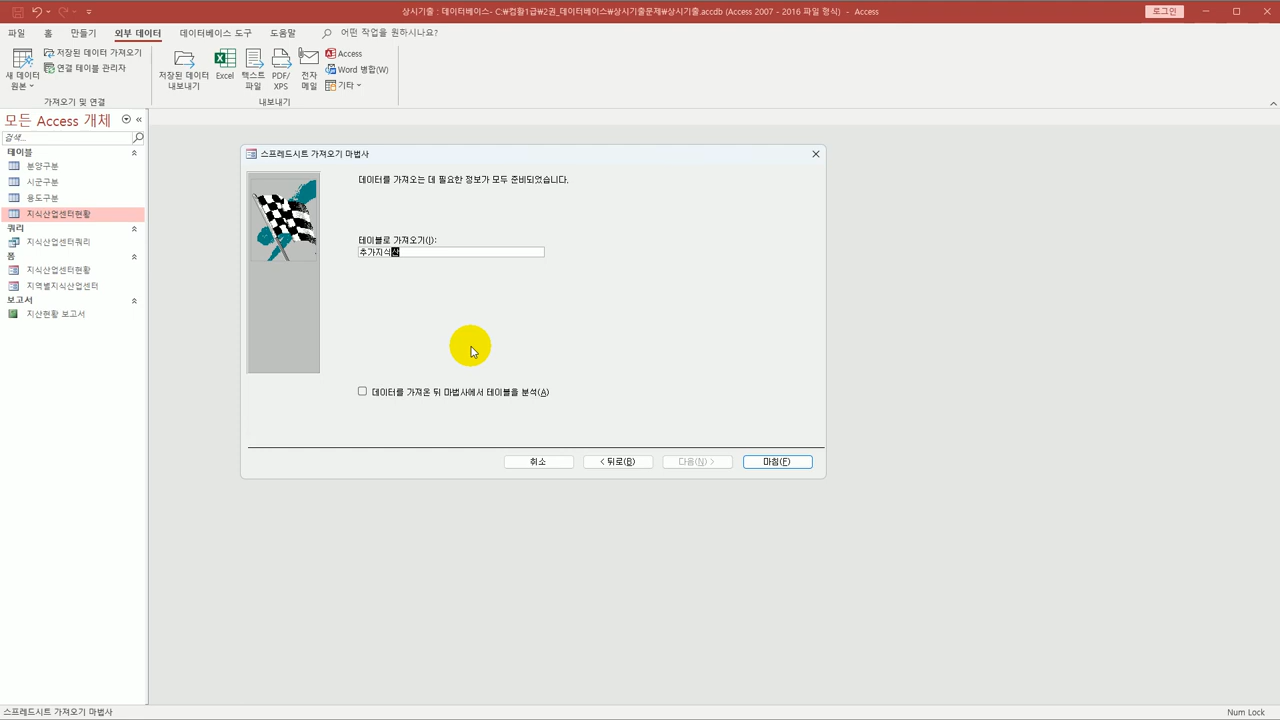 상시기출 : 데이터베이스- C:₩컴활1급₩2권_데이터베이스₩상시기출문제₩상시기출.accdb (Access 2007 - 2016 파일 형식) - Access
로그인
파일 홈 만들기 외부 데이터 데이터베이스 도구 도움말 어떤 작업을 원하시나요?
새 데이터 원본
저장된 데이터 가져오기
연결 테이블 관리자
가져오기 및 연결
저장된 데이터 내보내기
Excel
텍스트 파일
PDF/ XPS
전자 메일
Access
Word 병합(W)
기타
내보내기
모든 Access 개체
검색...
테이블
분양구분
시군구분
용도구분
지식산업센터현황
쿼리
지식산업센터쿼리
폼
지식산업센터현황
지역별지식산업센터
보고서
지산현황 보고서
스프레드시트 가져오기 마법사
데이터를 가져오는 데 필요한 정보가 모두 준비되었습니다.
테이블로 가져오기(I):
추가지식산
데이터를 가져온 뒤 마법사에서 테이블을 분석(A)
취소
< 뒤로(B)
다음(N) >
마침(F)
스프레드시트 가져오기 마법사
Num Lock